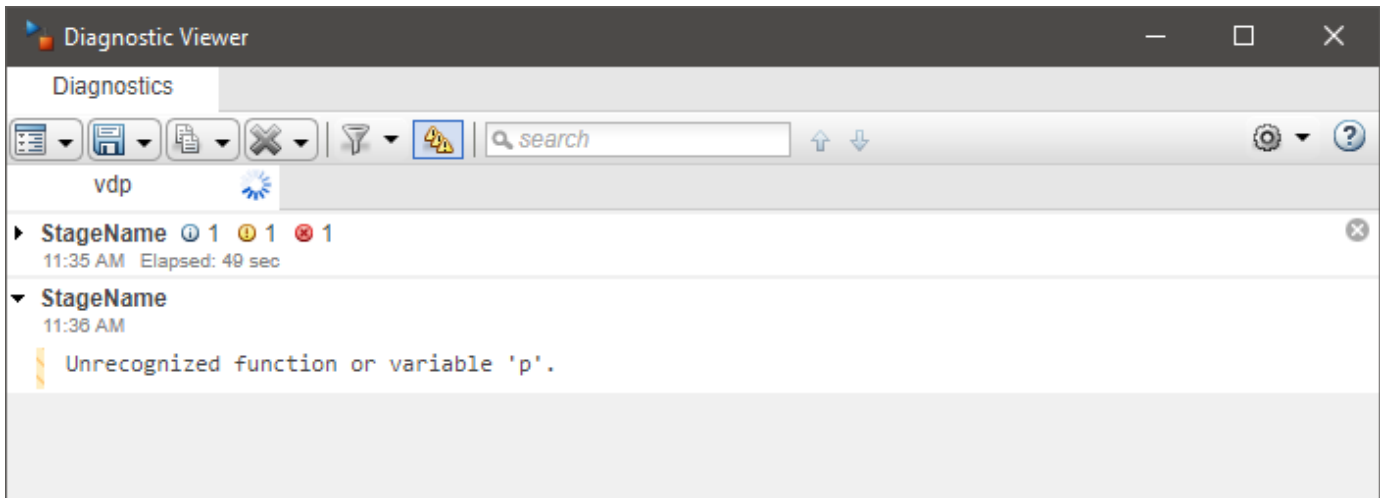 Diagnostic Viewer
Diagnostics
search
vdp
StageName 1 1 1
11:35 AM Elapsed: 49 sec
StageName
11:36 AM
Unrecognized function or variable 'p'.